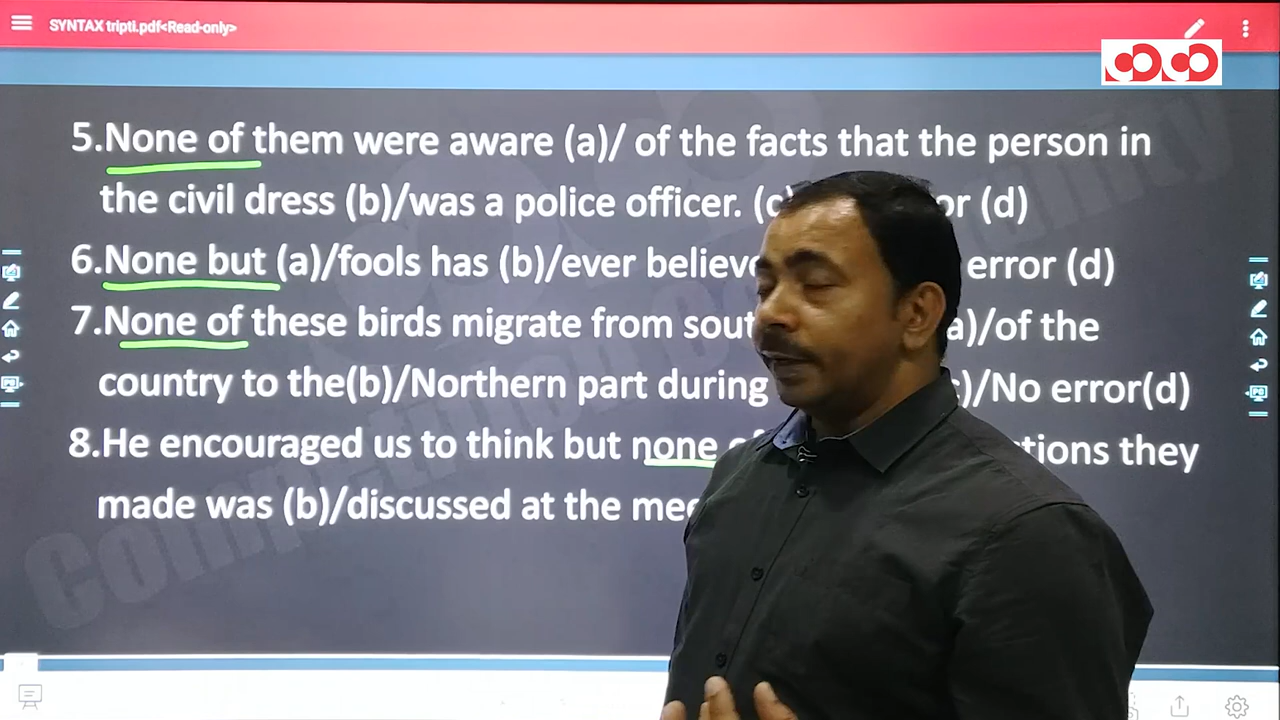 SYNTAX tripti.pdf<Read-only>
5.None of them were aware (a)/ of the facts that the person in
the civil dress (b)/was a police officer. (c) or (d)
6.None but (a)/fools has (b)/ever believe error (d)
7.None of these birds migrate from sout a)/of the
country to the(b)/Northern part during c)/No error(d)
8.He encouraged us to think but none of tions they
made was (b)/discussed at the mee